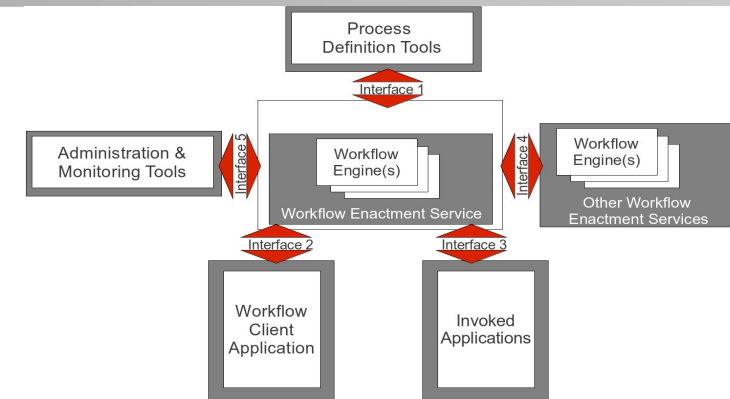 Process
Definition Tools
Interface 1
Administration &
Monitoring Tools
Interface 5
Workflow
Engine(s)
Workflow Enactment Service
Interface 4
Workflow
Engine(s)
Other Workflow
Enactment Services
Interface 2
Interface 3
Workflow
Client
Application
Invoked
Applications